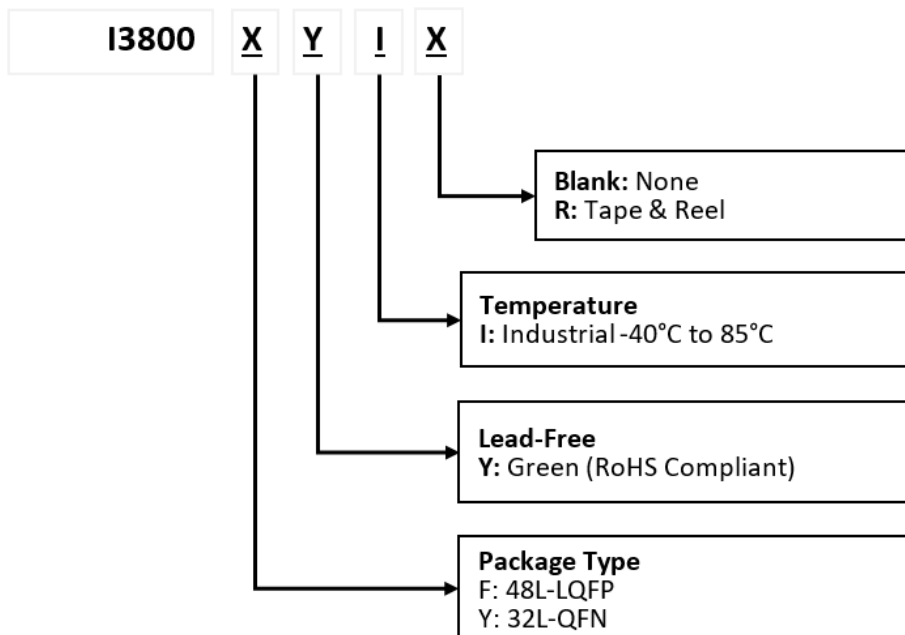 I3800 X Y I X
Blank: None
R: Tape & Reel
Temperature
I: Industrial -40°C to 85°C
Lead-Free
Y: Green (RoHS Compliant)
Package Type
F: 48L-LQFP
Y: 32L-QFN